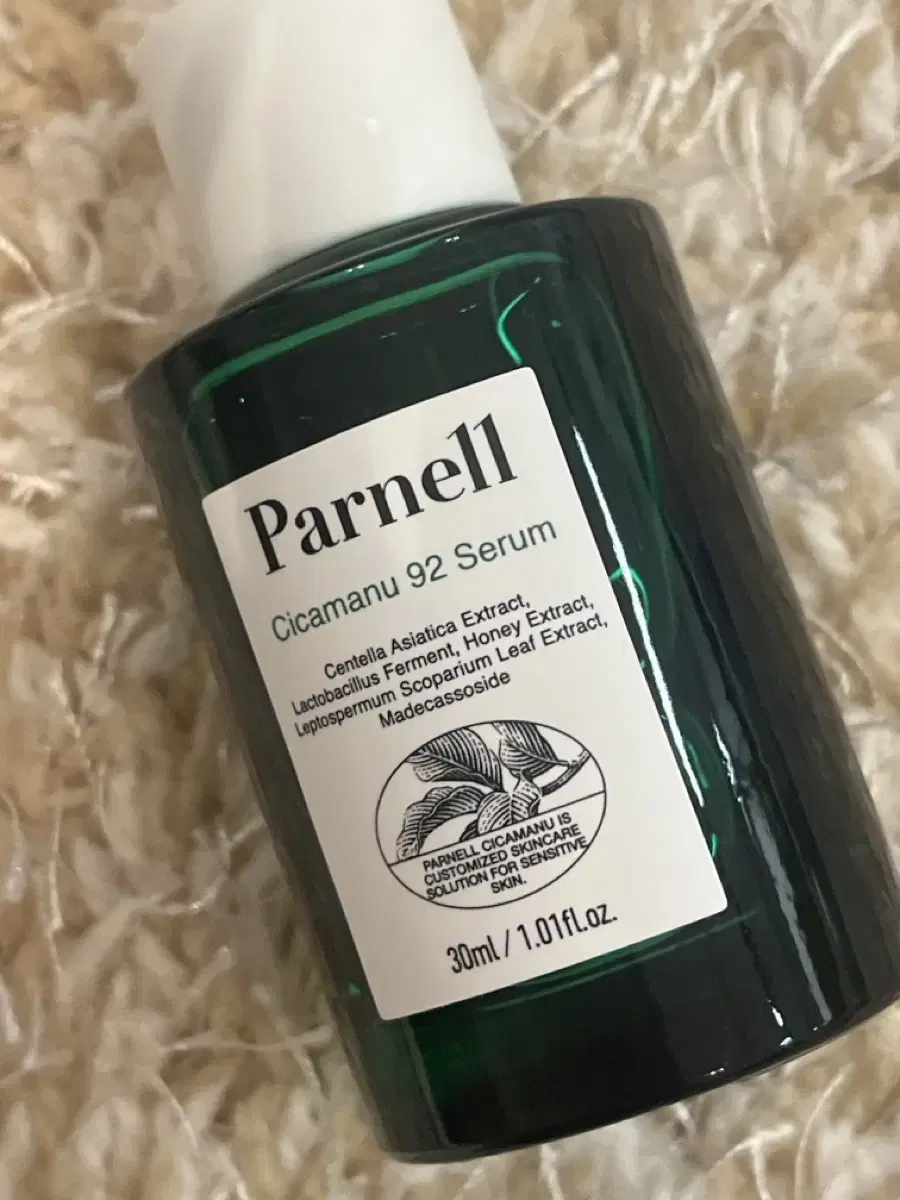 Parnell
Cicamanu 92 Serum
Centella Asiatica Extract,
Lactobacillus Ferment, Honey Extract,
Leptospermum Scoparium Leaf Extract,
Madecassoside
PARNELL CICAMANU IS
CUSTOMIZED SKINCARE
SOLUTION FOR SENSITIVE
SKIN.
30ml / 1.01fl.oz.